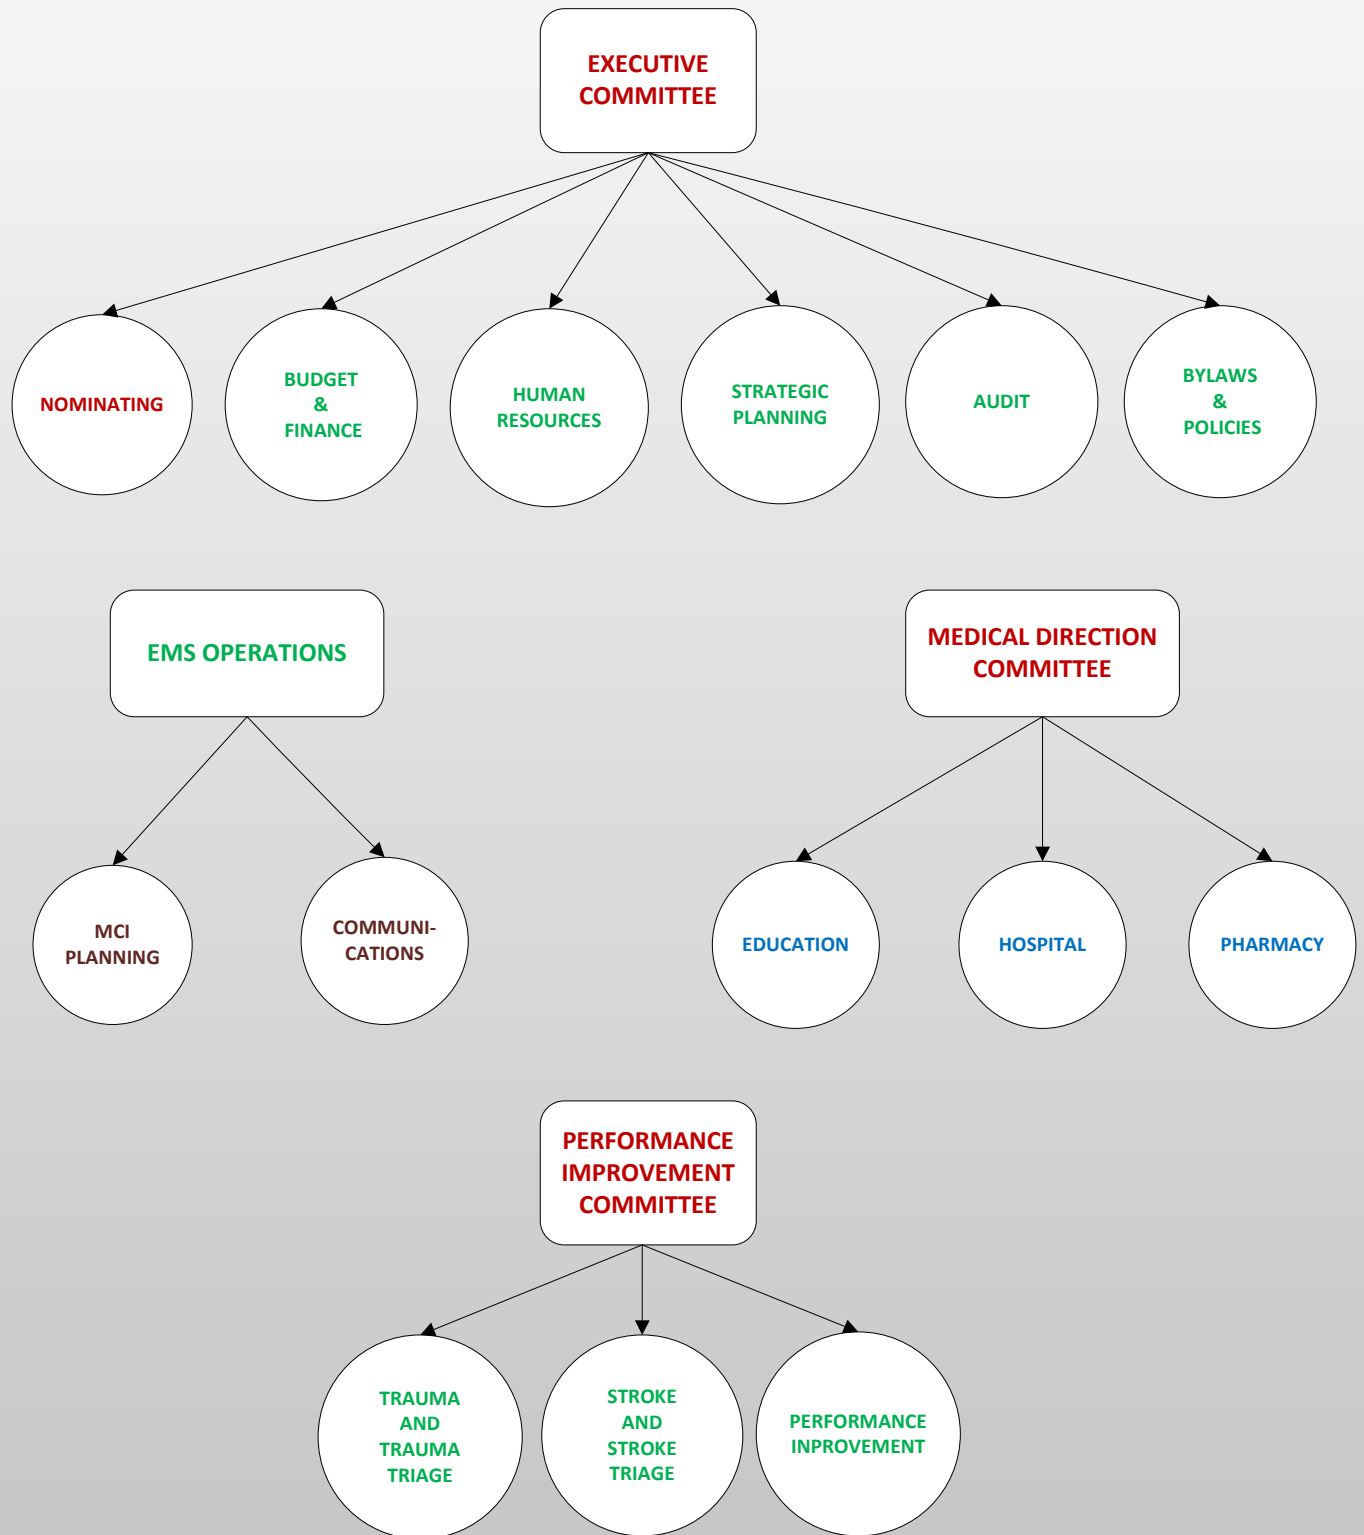 EXECUTIVE
COMMITTEE
NOMINATING
BUDGET
&
FINANCE
HUMAN
RESOURCES
STRATEGIC
PLANNING
AUDIT
BYLAWS
&
POLICIES
EMS OPERATIONS
MEDICAL DIRECTION
COMMITTEE
MCI
PLANNING
COMMUNI-
CATIONS
EDUCATION
HOSPITAL
PHARMACY
PERFORMANCE
IMPROVEMENT
COMMITTEE
TRAUMA
AND
TRAUMA
TRIAGE
STROKE
AND
STROKE
TRIAGE
PERFORMANCE
INPROVEMENT